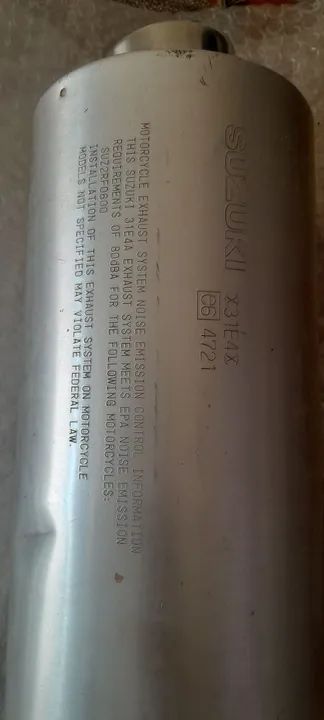 SUZUKI X31E4X
e6 4721
MOTORCYCLE EXHAUST SYSTEM NOISE EMISSION CONTROL INFORMATION
THIS SUZUKI 31E4A EXHAUST SYSTEM MEETS EPA NOISE EMISSION
REQUIREMENTS OF 80dBA FOR THE FOLLOWING MOTORCYCLES:
SUZ2RF0600
INSTALLATION OF THIS EXHAUST SYSTEM ON MOTORCYCLE
MODELS NOT SPECIFIED MAY VIOLATE FEDERAL LAW.